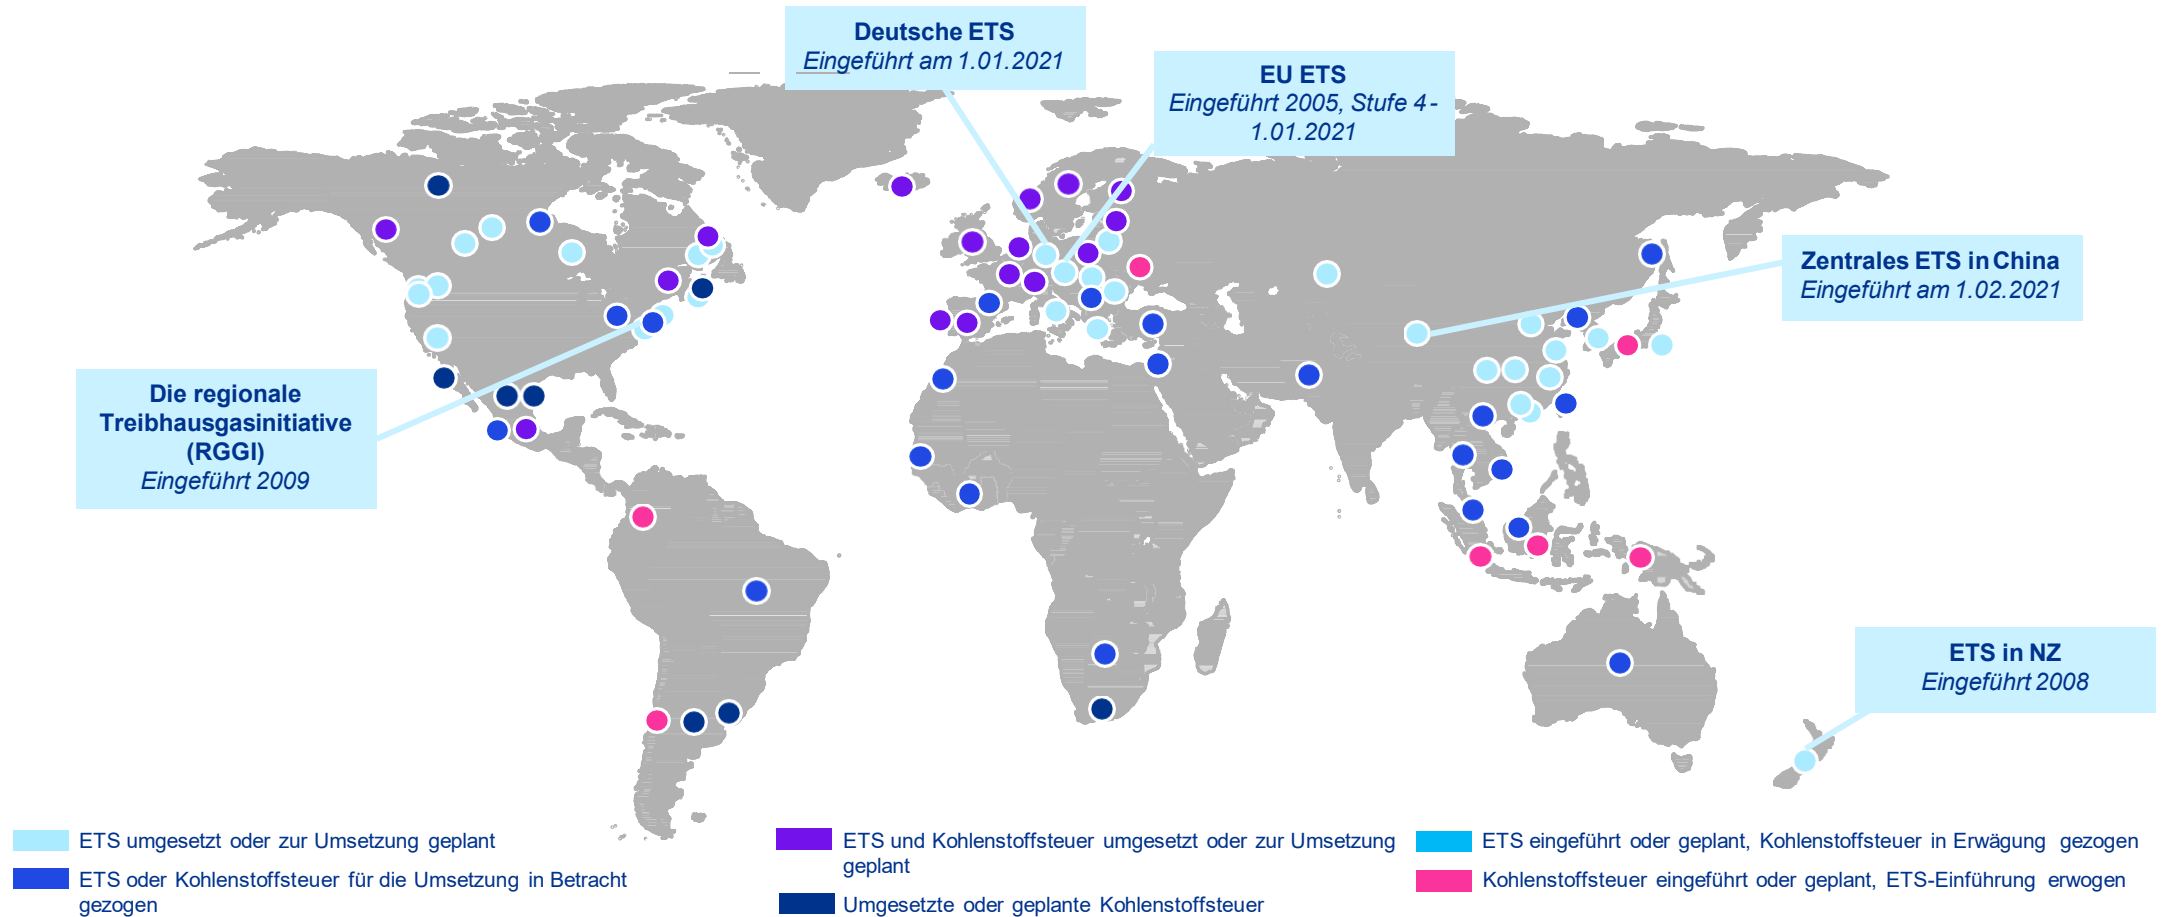 Deutsche ETS
Eingeführt am 1.01.2021
EU ETS
Eingeführt 2005, Stufe 4 -
1.01.2021
Zentrales ETS in China
Eingeführt am 1.02.2021
Die regionale
Treibhausgasinitiative
(RGGI)
Eingeführt 2009
ETS in NZ
Eingeführt 2008
ETS umgesetzt oder zur Umsetzung geplant
ETS oder Kohlenstoffsteuer für die Umsetzung in Betracht
gezogen
ETS und Kohlenstoffsteuer umgesetzt oder zur Umsetzung
geplant
Umgesetzte oder geplante Kohlenstoffsteuer
ETS eingeführt oder geplant, Kohlenstoffsteuer in Erwägung gezogen
Kohlenstoffsteuer eingeführt oder geplant, ETS-Einführung erwogen